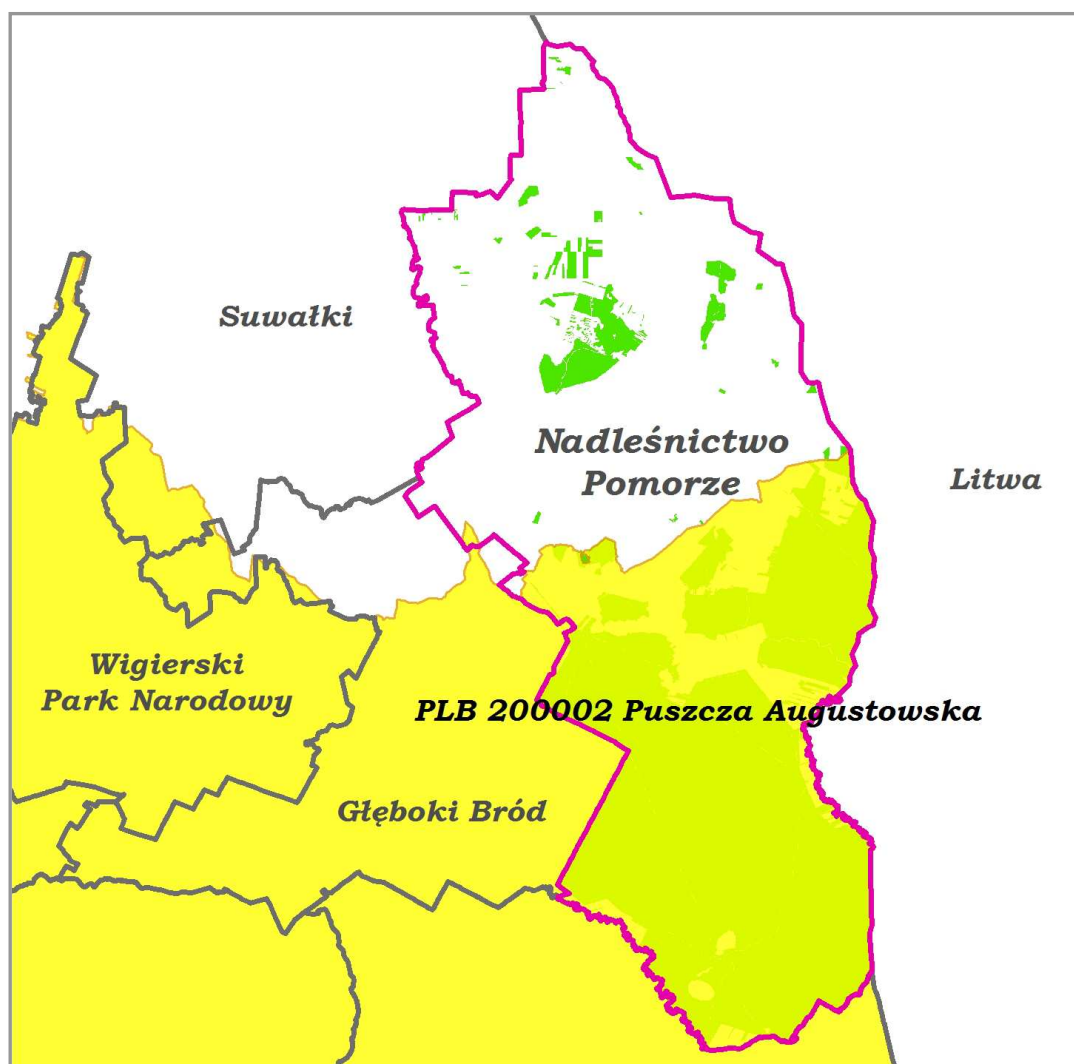 Suwałki
Nadleśnictwo
Pomorze
Litwa
Wigierski
Park Narodowy
PLB 200002 Puszcza Augustowska
Głęboki Bród